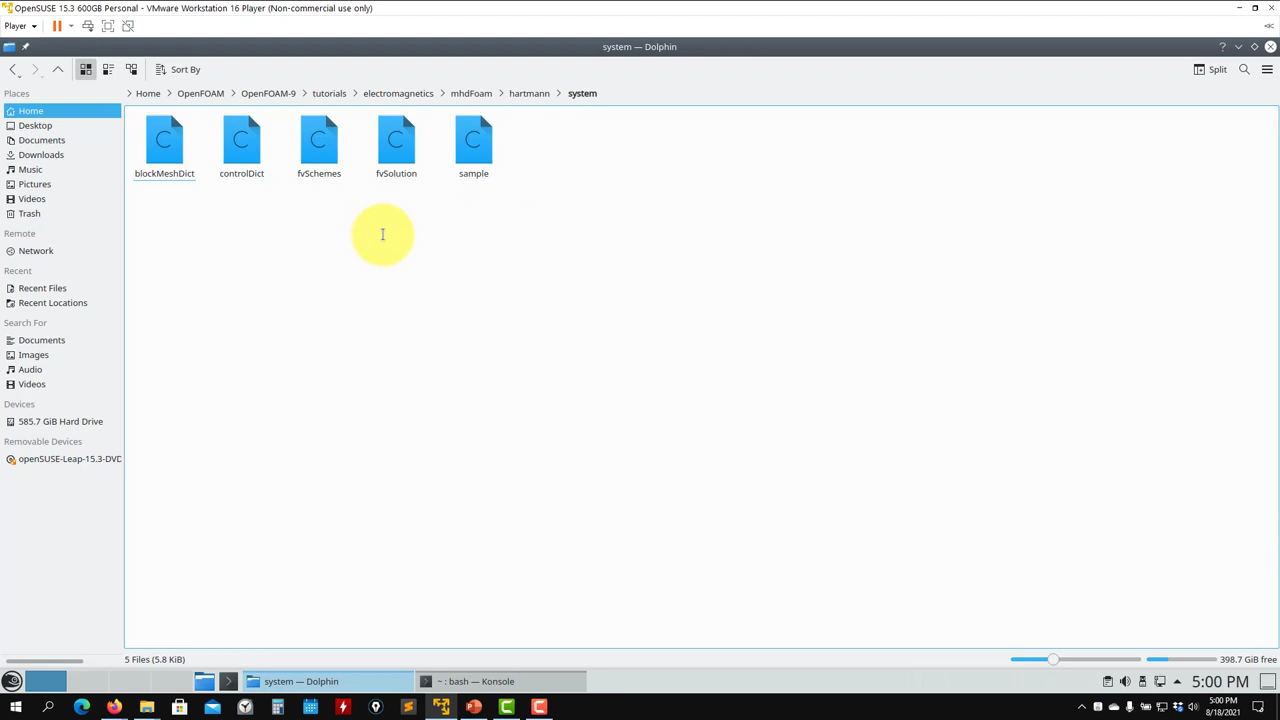 OpenSUSE 15.3 600GB Personal - VMware Workstation 16 Player (Non-commercial use only)
Player
system — Dolphin
Sort By
Split
Places
Home OpenFOAM OpenFOAM-9 tutorials electromagnetics mhdFoam hartmann system
Home
Desktop
Documents
Downloads
Music
Pictures
Videos
Trash
Remote
Network
Recent
Recent Files
Recent Locations
Search For
Documents
Images
Audio
Videos
Devices
585.7 GiB Hard Drive
Removable Devices
openSUSE-Leap-15.3-DVD
C C C C C
blockMeshDict controlDict fvSchemes fvSolution sample
5 Files (5.8 KiB)
398.7 GiB free
system — Dolphin
~ : bash — Konsole
5:00 PM
5:00 PM
8/18/2021